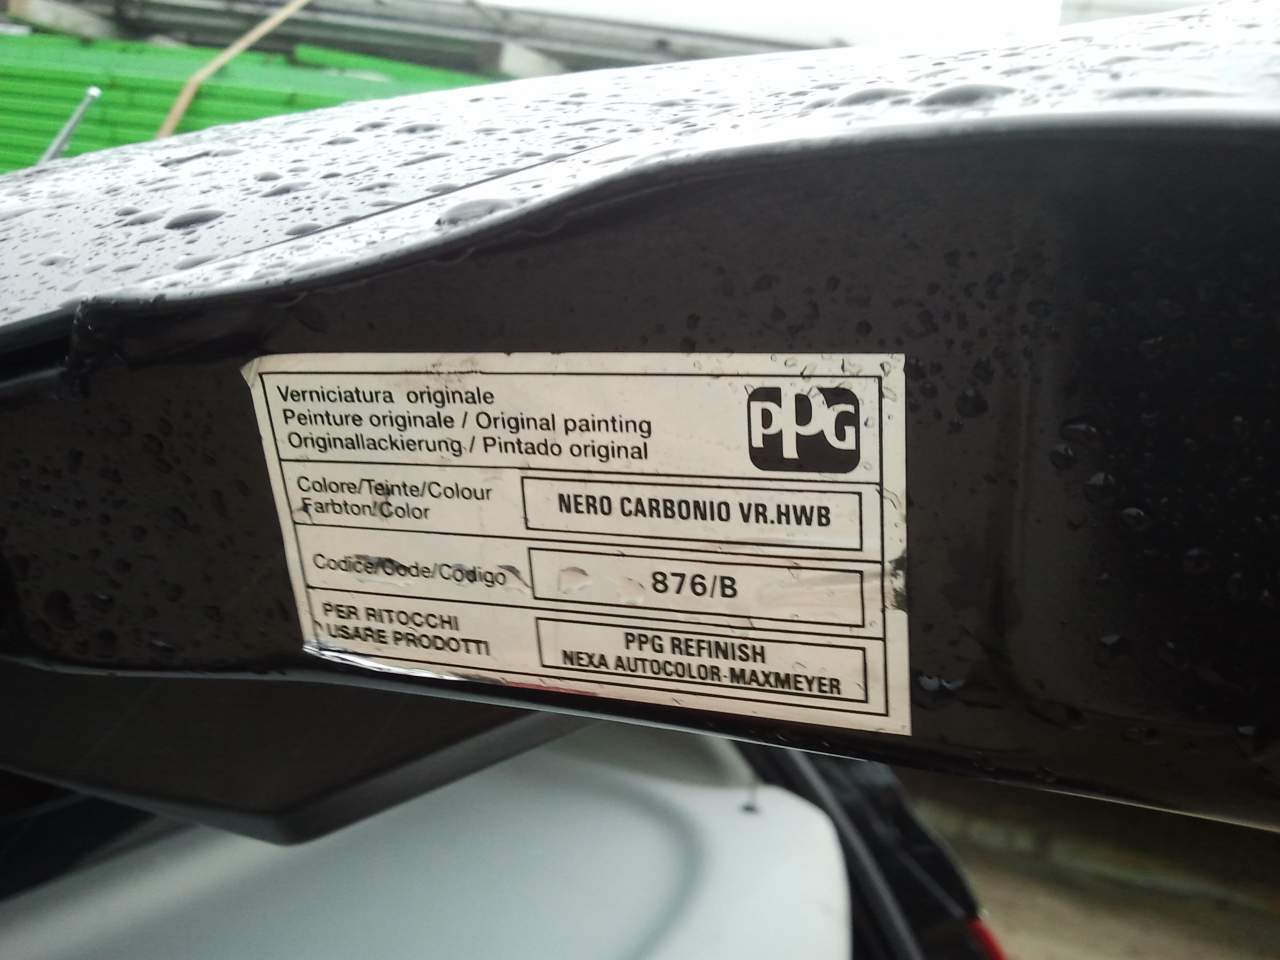 Verniciatura originale
Peinture originale / Original painting
Originallackierung / Pintado original
PPG
Colore/Teinte/Colour
Farbton/Color
NERO CARBONIO VR.HWB
Codice/Code/Codigo
876/B
PER RITOCCHI
USARE PRODOTTI
PPG REFINISH
NEXA AUTOCOLOR-MAXMEYER